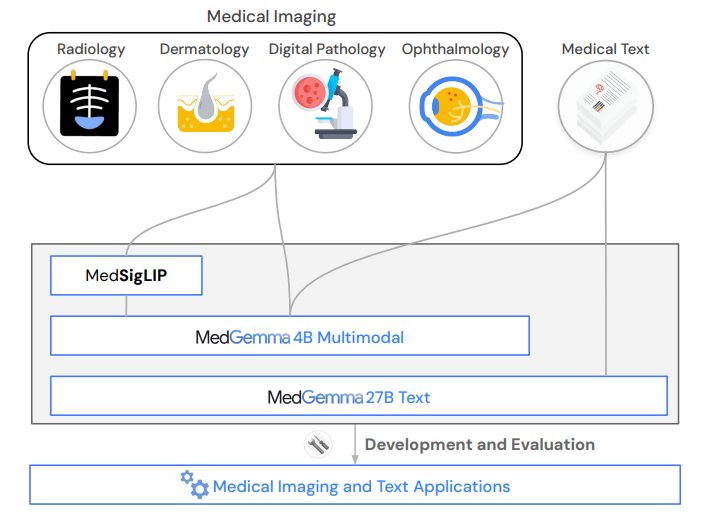 Medical Imaging
Radiology
Dermatology
Digital Pathology
Ophthalmology
Medical Text
MedSigLIP
MedGemma 4B Multimodal
MedGemma 27B Text
Development and Evaluation
Medical Imaging and Text Applications